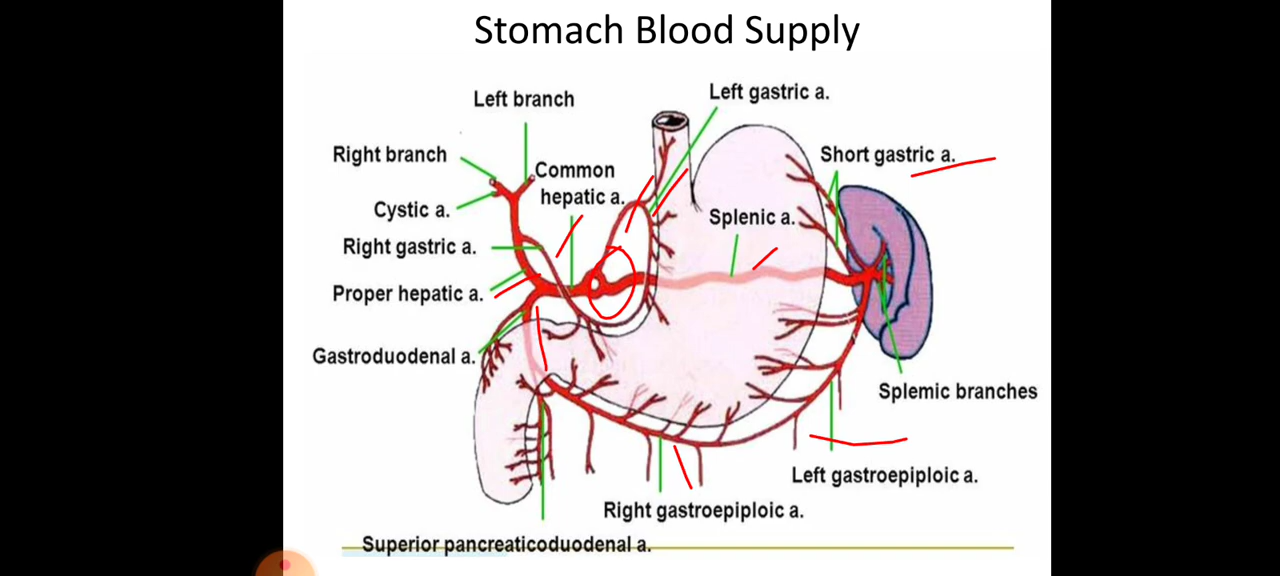 Stomach Blood Supply
Left gastric a.
Left branch
Right branch
Common
hepatic a.
Short gastric a.
Cystic a.
Splenic a.
Right gastric a.
Proper hepatic a.
Gastroduodenal a.
Splemic branches
Left gastroepiploic a.
Right gastroepiploic a.
Superior pancreaticoduodenal a.